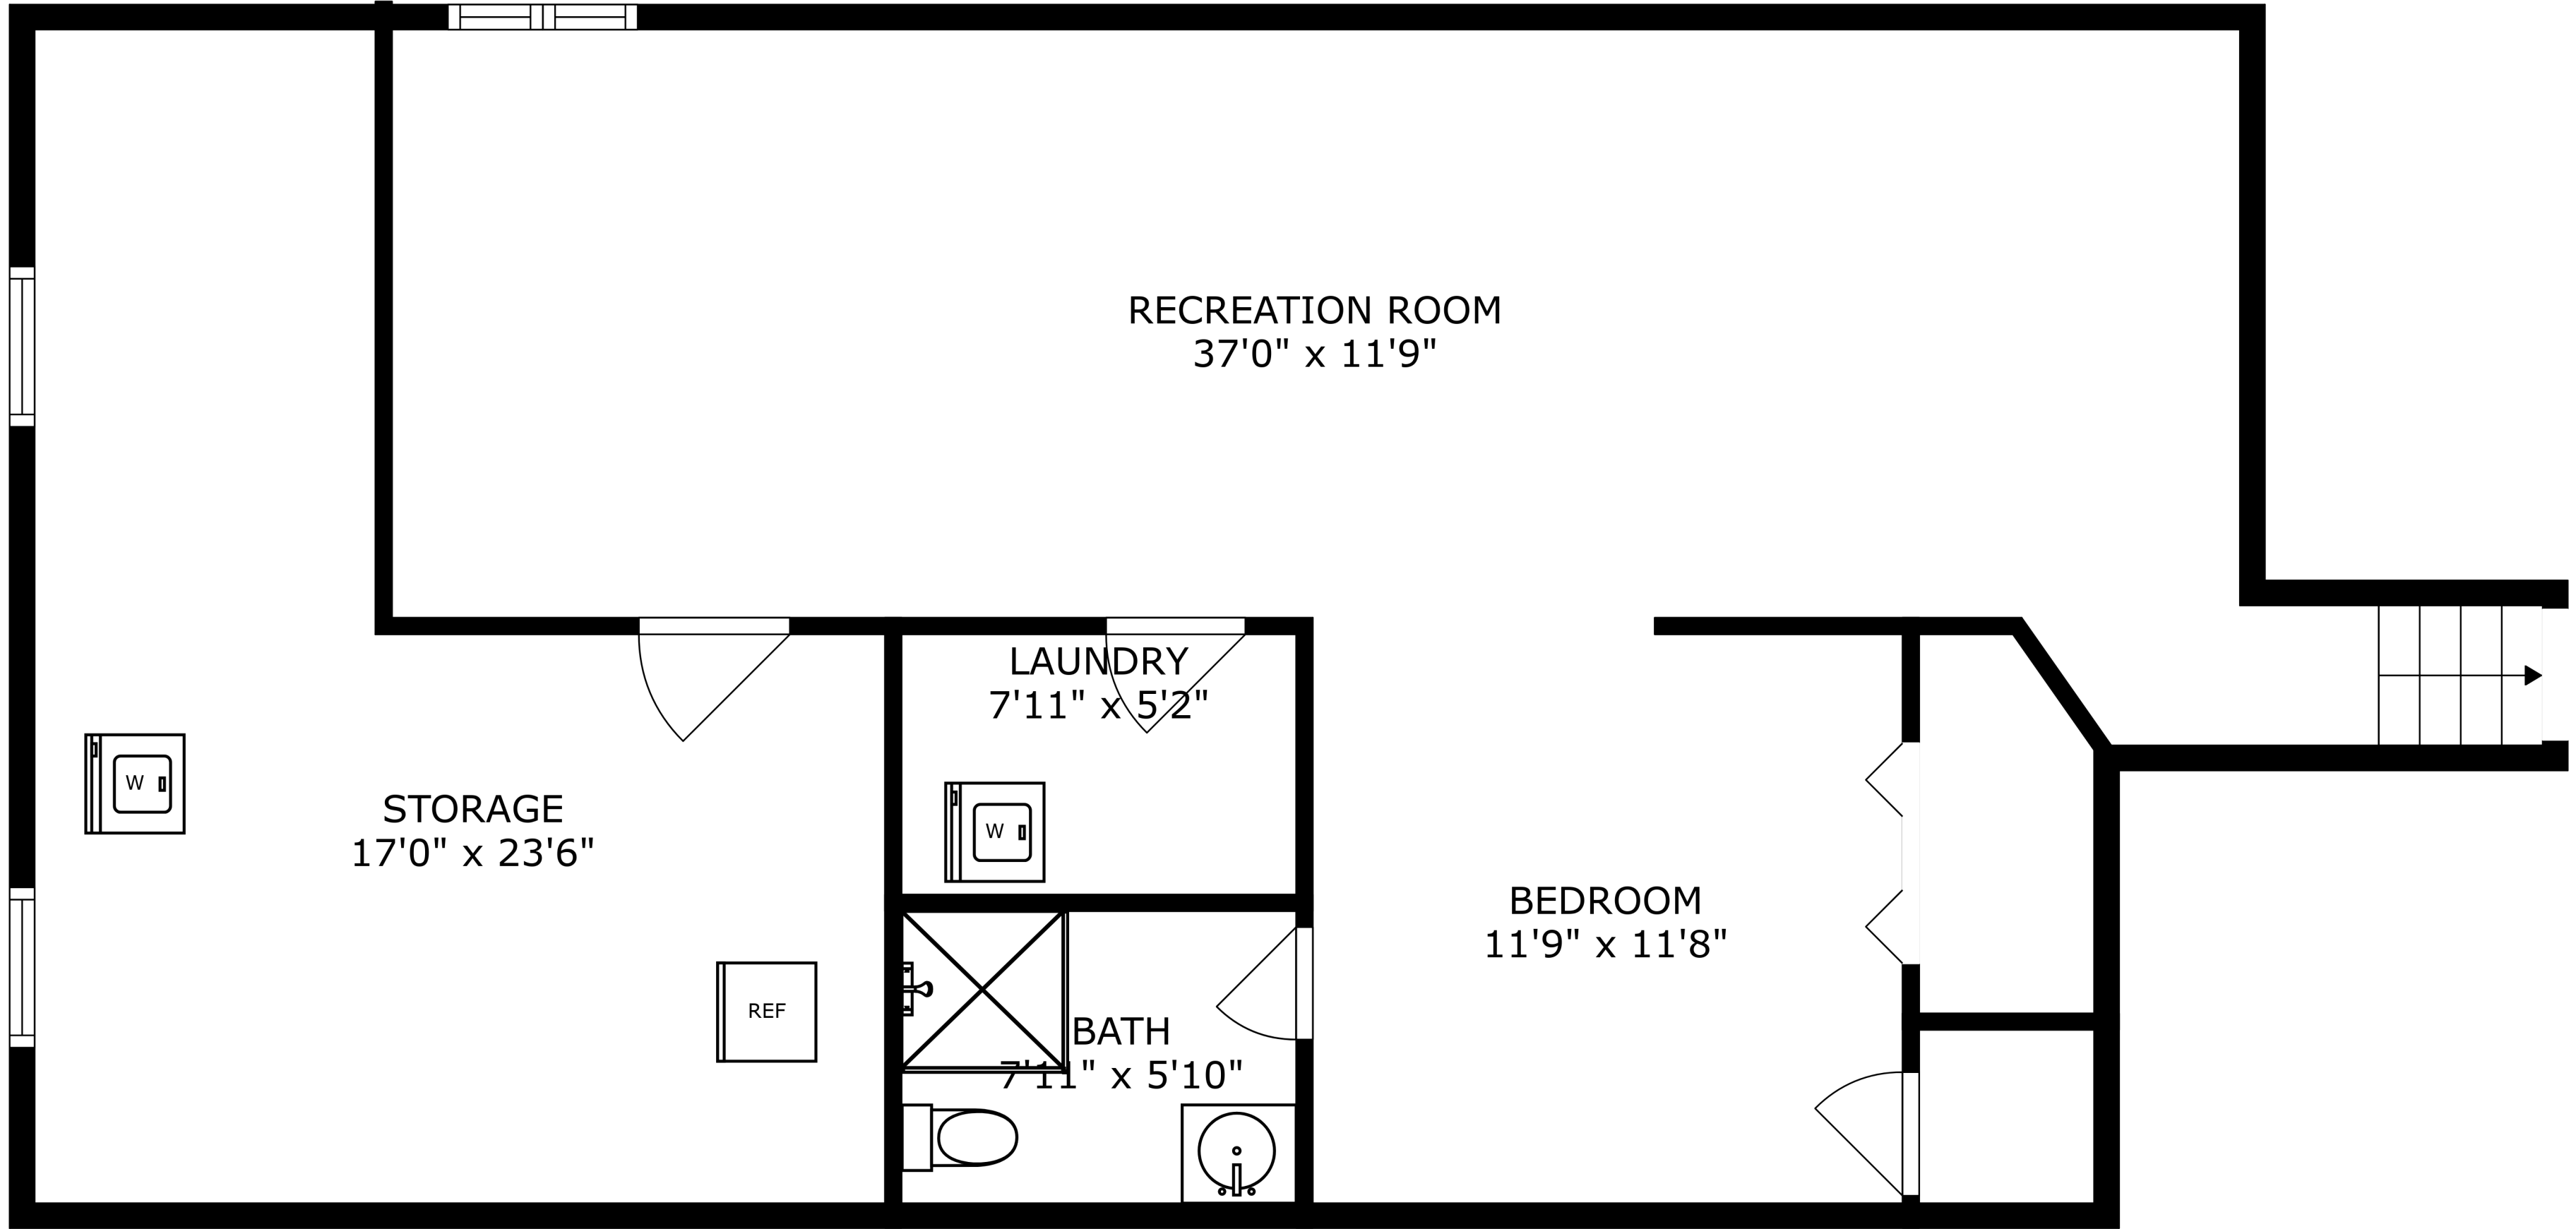 RECREATION ROOM
37'0" x 11'9"
LAUNDRY
7'11" x 5'2"
W
STORAGE
17'0" x 23'6"
W
BEDROOM
11'9" x 11'8"
REF
BATH
7'11" x 5'10"